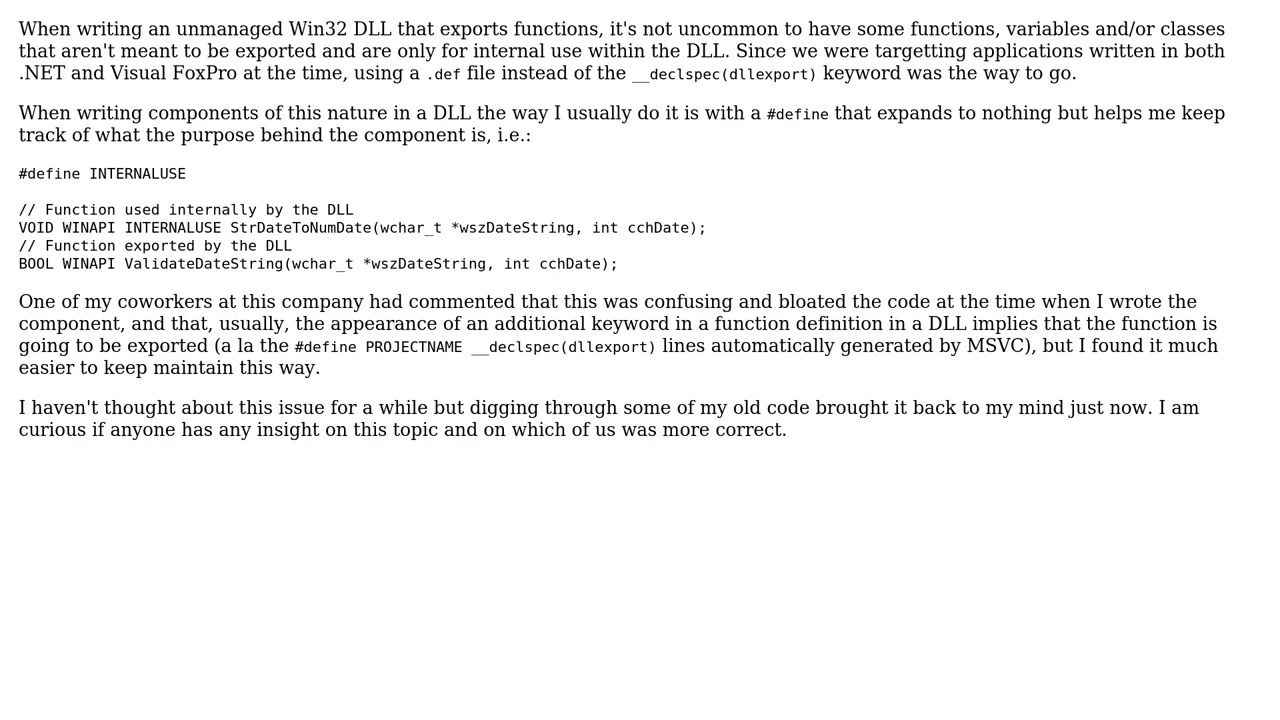 When writing an unmanaged Win32 DLL that exports functions, it's not uncommon to have some functions, variables and/or classes
that aren't meant to be exported and are only for internal use within the DLL. Since we were targetting applications written in both
.NET and Visual FoxPro at the time, using a .def file instead of the __declspec(dllexport) keyword was the way to go.
When writing components of this nature in a DLL the way I usually do it is with a #define that expands to nothing but helps me keep
track of what the purpose behind the component is, i.e.:
#define INTERNALUSE
// Function used internally by the DLL
VOID WINAPI INTERNALUSE StrDateToNumDate(wchar_t *wszDateString, int cchDate);
// Function exported by the DLL
BOOL WINAPI ValidateDateString(wchar_t *wszDateString, int cchDate);
One of my coworkers at this company had commented that this was confusing and bloated the code at the time when I wrote the
component, and that, usually, the appearance of an additional keyword in a function definition in a DLL implies that the function is
going to be exported (a la the #define PROJECTNAME __declspec(dllexport) lines automatically generated by MSVC), but I found it much
easier to keep maintain this way.
I haven't thought about this issue for a while but digging through some of my old code brought it back to my mind just now. I am
curious if anyone has any insight on this topic and on which of us was more correct.